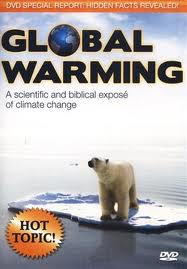 DVD SPECIAL REPORT: HIDDEN FACTS REVEALED!
GLOBAL
WARMING
A scientific and biblical exposé
of climate change
HOT
TOPIC!
DVD